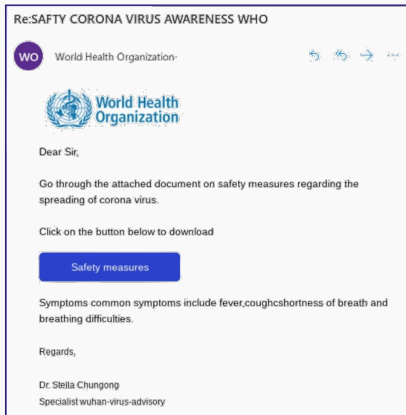 Re:SAFTY CORONA VIRUS AWARENESS WHO
WO
World Health Organization-
World Health
Organization
Dear Sir,
Go through the attached document on safety measures regarding the
spreading of corona virus.
Click on the button below to download
Safety measures
Symptoms common symptoms include fever,coughcshortness of breath and
breathing difficulties.
Regards,
Dr. Stella Chungong
Specialist wuhan-virus-advisory